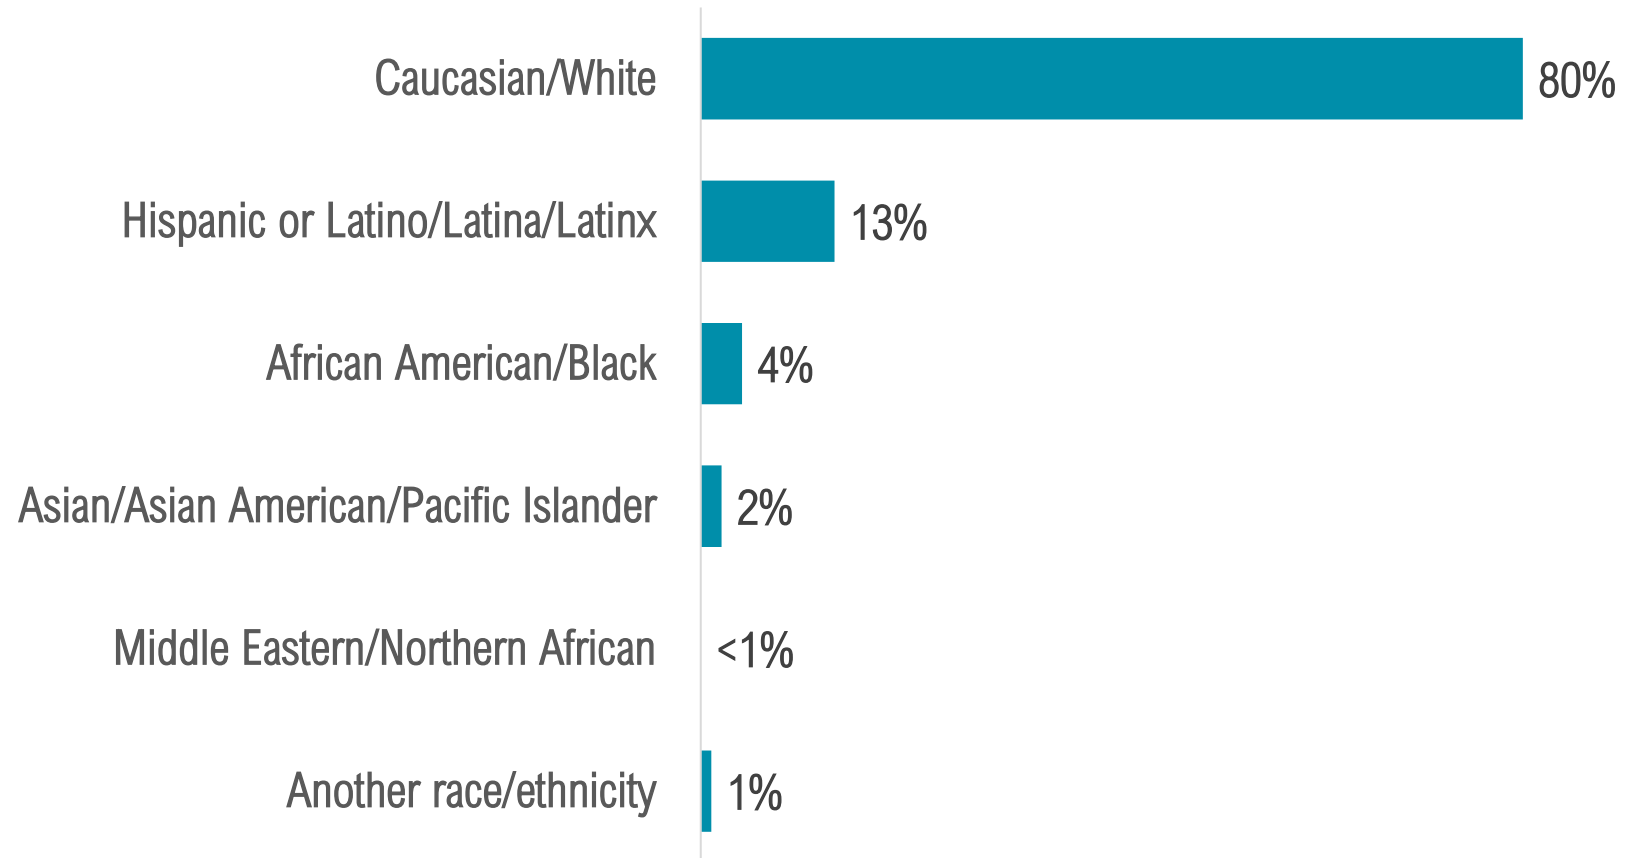 Caucasian/White 80%
Hispanic or Latino/Latina/Latinx 13%
African American/Black 4%
Asian/Asian American/Pacific Islander 2%
Middle Eastern/Northern African <1%
Another race/ethnicity 1%